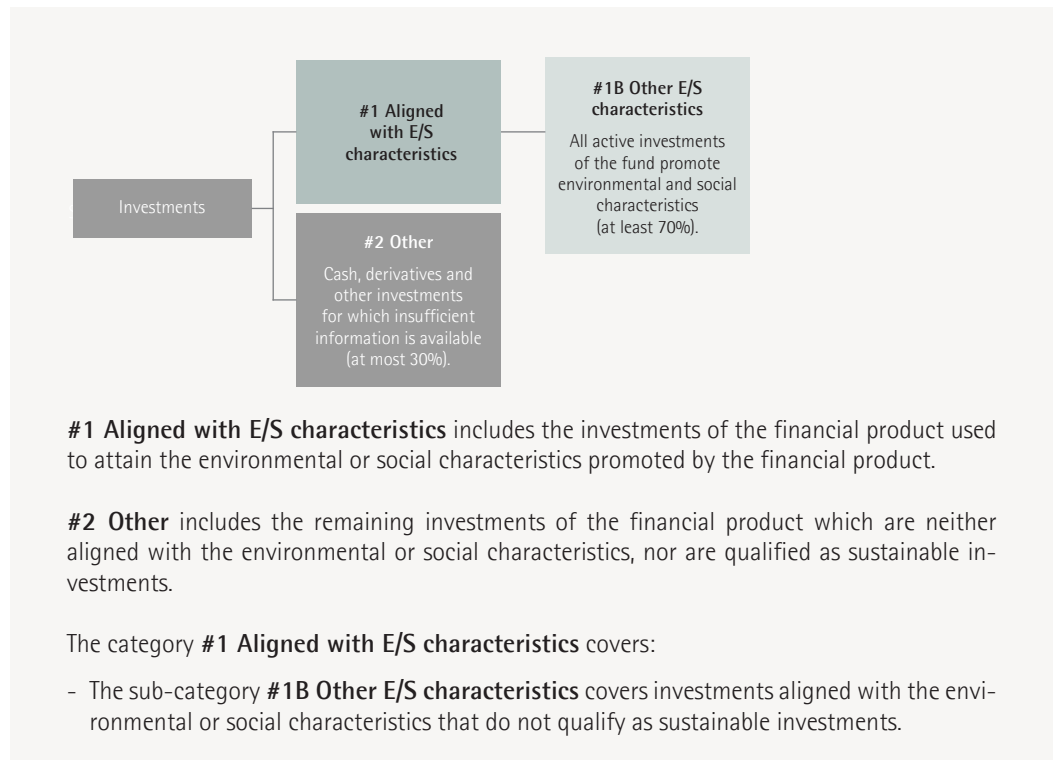 Investments
#1 Aligned
with E/S
characteristics
#1B Other E/S
characteristics
All active investments
of the fund promote
environmental and social
characteristics
(at least 70%).
#2 Other
Cash, derivatives and
other investments
for which insufficient
information is available
(at most 30%).
#1 Aligned with E/S characteristics includes the investments of the financial product used
to attain the environmental or social characteristics promoted by the financial product.
#2 Other includes the remaining investments of the financial product which are neither
aligned with the environmental or social characteristics, nor are qualified as sustainable in-
vestments.
The category #1 Aligned with E/S characteristics covers:
- The sub-category #1B Other E/S characteristics covers investments aligned with the envi-
ronmental or social characteristics that do not qualify as sustainable investments.